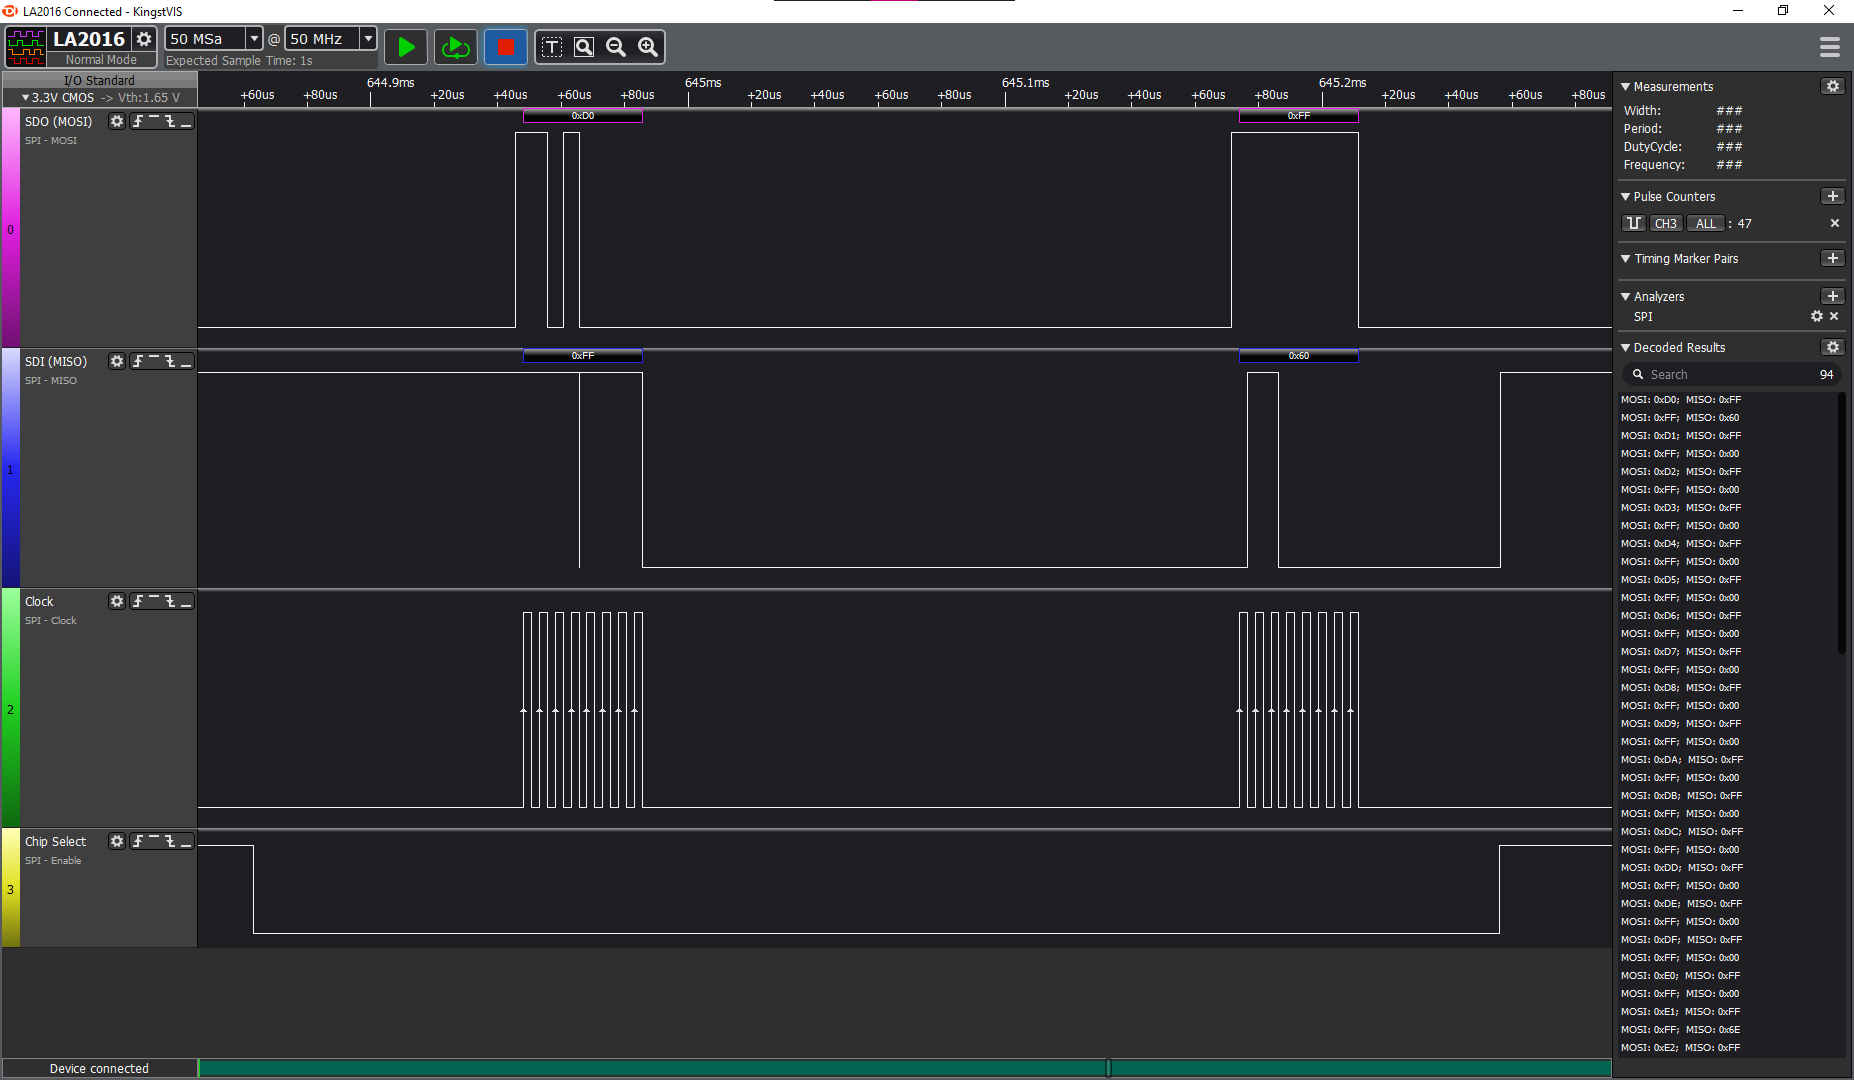 LA2016 Connected - KingstVIS
LA2016
Normal Mode
50 MSa
@
50 MHz
Expected Sample Time: 1s
T
I/O Standard
3.3V CMOS -> Vth:1.65 V
644.9ms 645ms 645.1ms 645.2ms
+60us +80us +20us +40us +60us +80us +20us +40us +60us +80us +20us +40us +60us +80us +20us +40us +60us +80us
0
SDO (MOSI)
SPI - MOSI
0xD0 0xFF
1
SDI (MISO)
SPI - MISO
0xFF 0x60
2
Clock
SPI - Clock
3
Chip Select
SPI - Enable
Device connected
Measurements
Width: ###
Period: ###
DutyCycle: ###
Frequency: ###
Pulse Counters
CH3 ALL : 47
Timing Marker Pairs
Analyzers
SPI
Decoded Results
Search 94
MOSI: 0xD0; MISO: 0xFF
MOSI: 0xFF; MISO: 0x60
MOSI: 0xD1; MISO: 0xFF
MOSI: 0xFF; MISO: 0x00
MOSI: 0xD2; MISO: 0xFF
MOSI: 0xFF; MISO: 0x00
MOSI: 0xD3; MISO: 0xFF
MOSI: 0xFF; MISO: 0x00
MOSI: 0xD4; MISO: 0xFF
MOSI: 0xFF; MISO: 0x00
MOSI: 0xD5; MISO: 0xFF
MOSI: 0xFF; MISO: 0x00
MOSI: 0xD6; MISO: 0xFF
MOSI: 0xFF; MISO: 0x00
MOSI: 0xD7; MISO: 0xFF
MOSI: 0xFF; MISO: 0x00
MOSI: 0xD8; MISO: 0xFF
MOSI: 0xFF; MISO: 0x00
MOSI: 0xD9; MISO: 0xFF
MOSI: 0xFF; MISO: 0x00
MOSI: 0xDA; MISO: 0xFF
MOSI: 0xFF; MISO: 0x00
MOSI: 0xDB; MISO: 0xFF
MOSI: 0xFF; MISO: 0x00
MOSI: 0xDC; MISO: 0xFF
MOSI: 0xFF; MISO: 0x00
MOSI: 0xDD; MISO: 0xFF
MOSI: 0xFF; MISO: 0x00
MOSI: 0xDE; MISO: 0xFF
MOSI: 0xFF; MISO: 0x00
MOSI: 0xDF; MISO: 0xFF
MOSI: 0xFF; MISO: 0x00
MOSI: 0xE0; MISO: 0xFF
MOSI: 0xFF; MISO: 0x00
MOSI: 0xE1; MISO: 0xFF
MOSI: 0xFF; MISO: 0x6E
MOSI: 0xE2; MISO: 0xFF